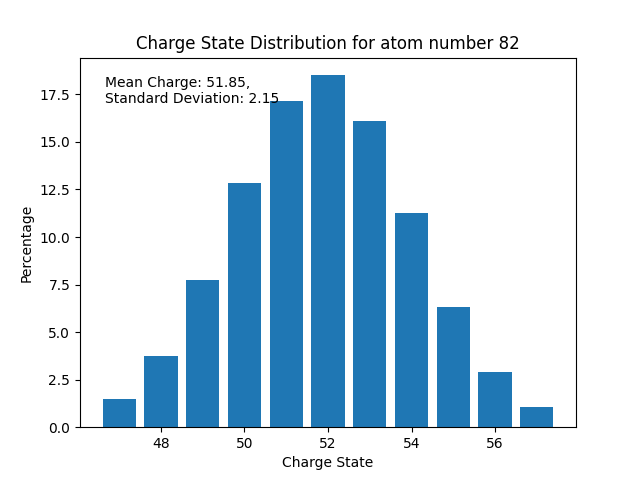 Charge State Distribution for atom number 82
Mean Charge: 51.85,
Standard Deviation: 2.15
17.5
15.0
12.5
10.0
7.5
5.0
2.5
0.0
Percentage
48 50 52 54 56
Charge State